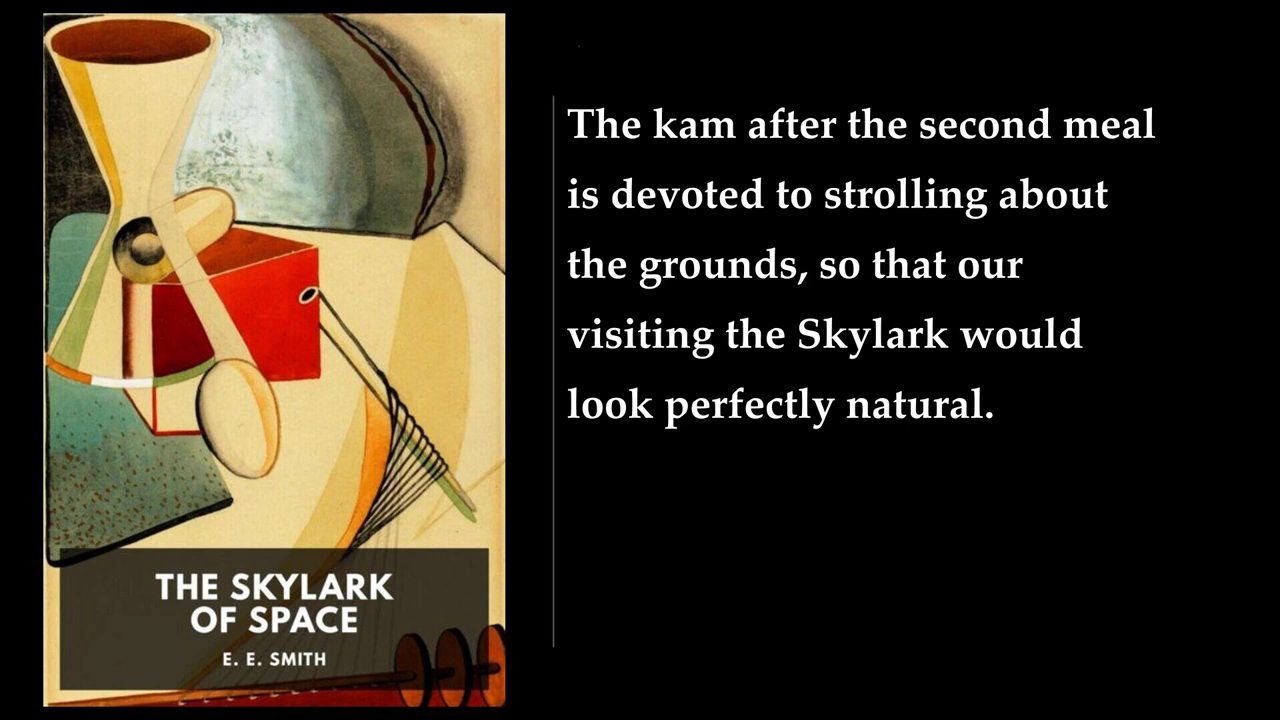 THE SKYLARK
OF SPACE
E. E. SMITH
The kam after the second meal
is devoted to strolling about
the grounds, so that our
visiting the Skylark would
look perfectly natural.